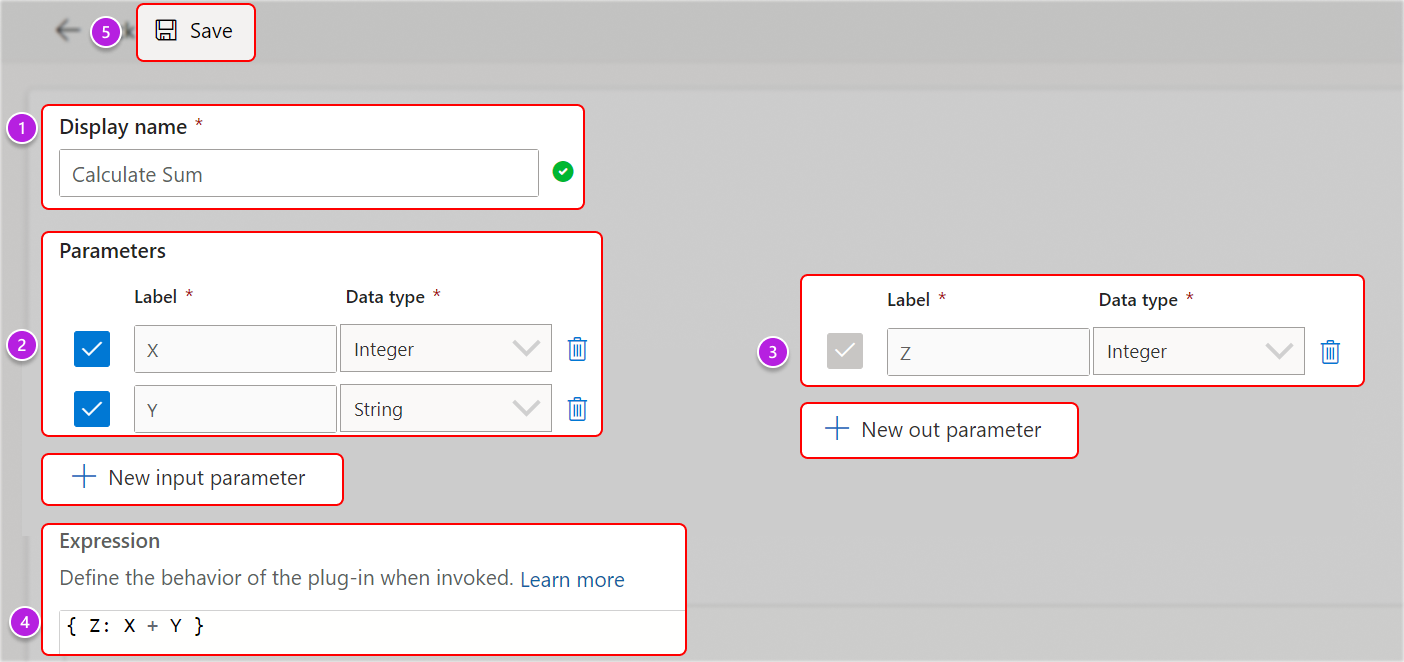 5 Save
1 Display name *
Calculate Sum
2 Parameters
Label * Data type *
X Integer
Y String
New input parameter
3 Label * Data type *
Z Integer
New out parameter
4 Expression
Define the behavior of the plug-in when invoked. Learn more
{ Z: X + Y }